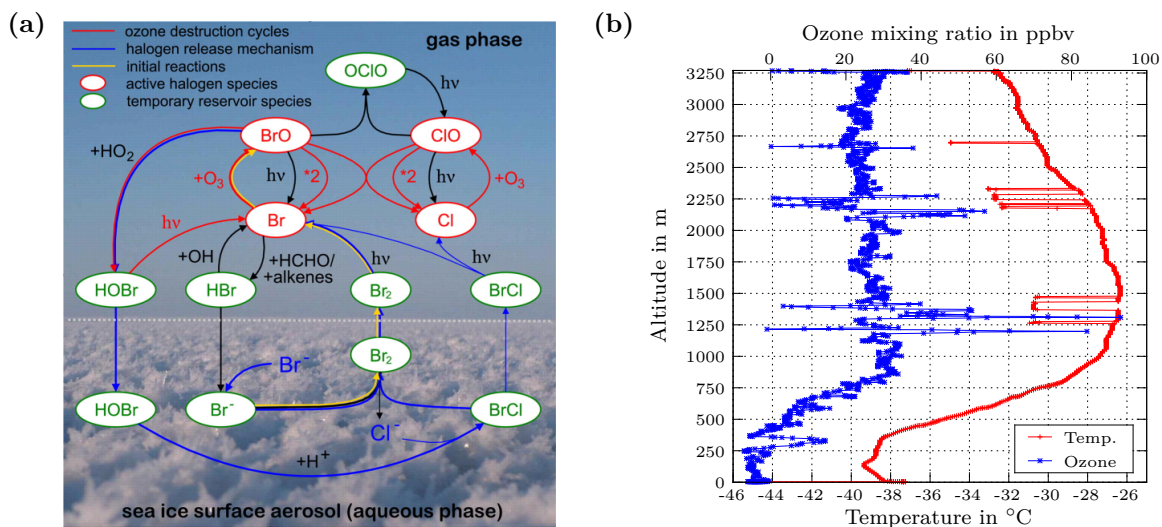 (a)
ozone destruction cycles
halogen release mechanism
initial reactions
active halogen species
temporary reservoir species
gas phase
OClO
hν
BrO
ClO
+HO₂
+O₃
hν
*2
*2
hν
+O₃
hν
Br
Cl
+OH
+HCHO/
+alkenes
hν
hν
HOBr
HBr
Br₂
BrCl
Br₂
Br⁻
HOBr
Br⁻
BrCl
Cl⁻
+H⁺
sea ice surface aerosol (aqueous phase)
(b)
Ozone mixing ratio in ppbv
0 20 40 60 80 100
3250
3000
2750
2500
2250
2000
1750
1500
1250
1000
750
500
250
0
Altitude in m
Temp.
Ozone
-46 -44 -42 -40 -38 -36 -34 -32 -30 -28 -26
Temperature in °C